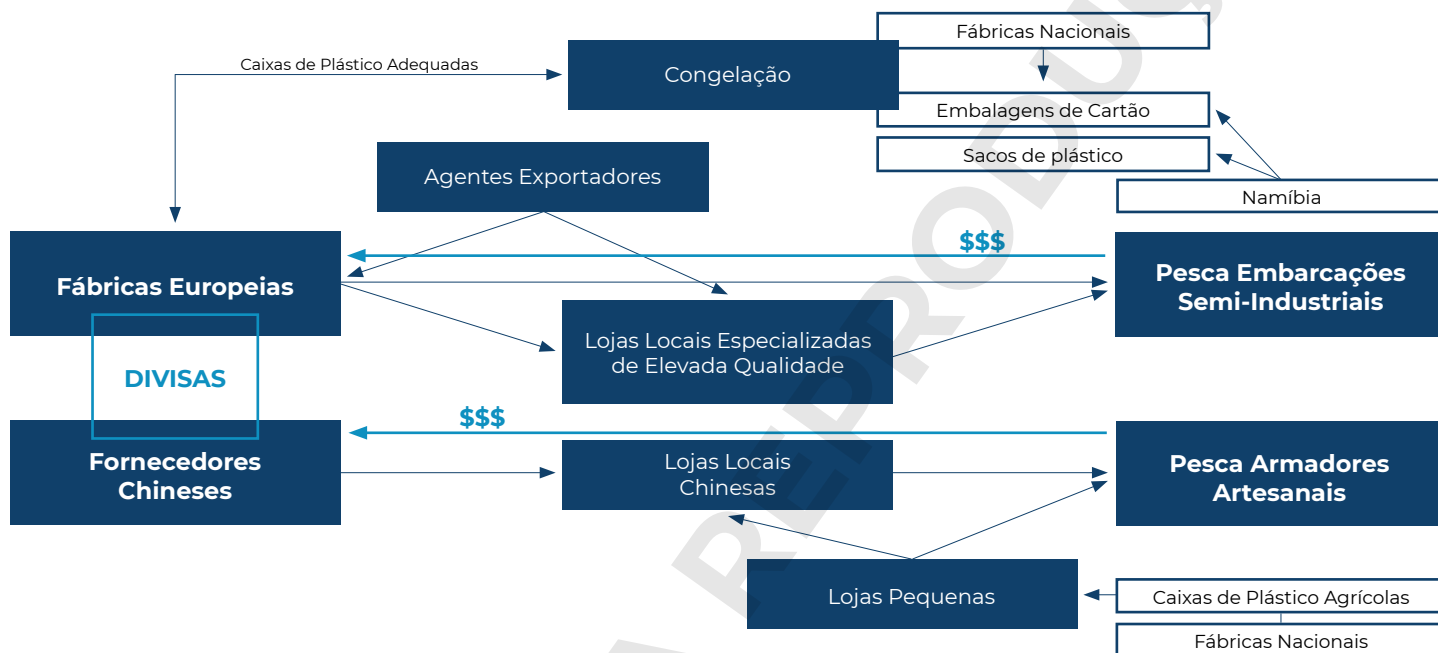 Fábricas Nacionais
Caixas de Plástico Adequadas
Congelação
Embalagens de Cartão
Sacos de plástico
Agentes Exportadores
Namíbia
$$$
Fábricas Europeias
Pesca Embarcações
Semi-Industriais
Lojas Locais Especializadas
de Elevada Qualidade
DIVISAS
$$$
Fornecedores
Chineses
Lojas Locais
Chinesas
Pesca Armadores
Artesanais
Lojas Pequenas
Caixas de Plástico Agrícolas
Fábricas Nacionais
A REPRODUÇ